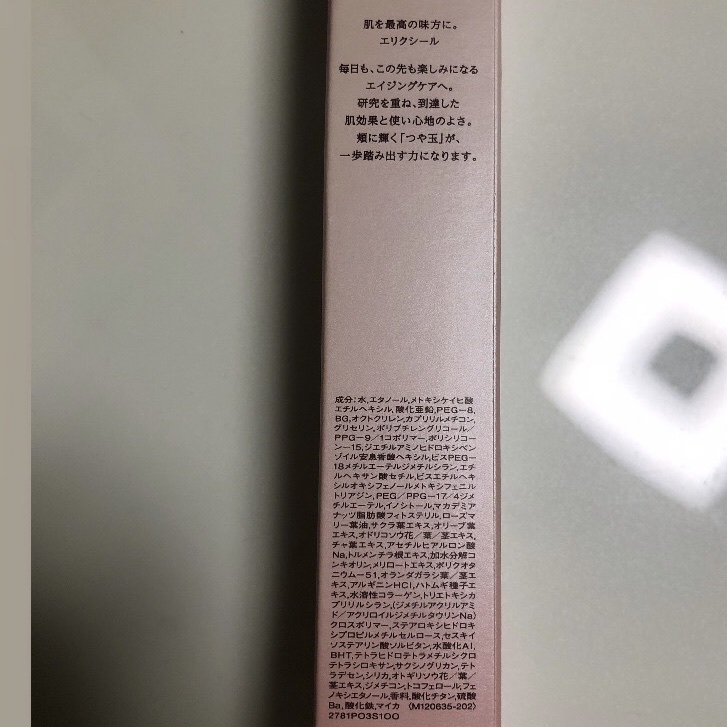 肌を最高の味方に。
エリクシール
毎日も、この先も楽しみになる
エイジングケアへ。
研究を重ね、到達した
肌効果と使い心地のよさ。
頬に輝く「つや玉」が、
一歩踏み出す力になります。
成分：水,エタノール,メトキシケイヒ酸
エチルヘキシル,酸化亜鉛,PEG－8,
BG,オクトクリレン,カプリリルメチコン,
グリセリン,ポリブチレングリコール／
PPG－9／1コポリマー,ポリシリコー
ン－15,ジエチルアミノヒドロキシベン
ゾイル安息香酸ヘキシル,ビスPEG－
18メチルエーテルジメチルシラン,エチ
ルヘキサン酸セチル,ビスエチルヘキ
シルオキシフェノールメトキシフェニル
トリアジン,PEG／PPG－17／4ジメ
チルエーテル,イノシトール,マカデミア
ナッツ脂肪酸フィトステリル,ローズマ
リー葉油,サクラ葉エキス,オリーブ葉
エキス,オドリコソウ花／葉／茎エキス,
チャ葉エキス,アセチルヒアルロン酸
Na,トルメンチラ根エキス,加水分解コ
ンキオリン,メリロートエキス,ポリクオタ
ニウム－51,オランダガラシ葉／茎エ
キス,アルギニンHCl,ハトムギ種子エ
キス,水溶性コラーゲン,トリエトキシカ
プリリルシラン,(ジメチルアクリルアミ
ド／アクリロイルジメチルタウリンNa)
クロスポリマー,ステアロキシヒドロキ
シプロピルメチルセルロース,セスキイ
ソステアリン酸ソルビタン,水酸化Al,
BHT,テトラヒドロテトラメチルシクロ
テトラシロキサン,サクシノグリカン,テト
ラデセン,シリカ,オトギリソウ花／葉／
茎エキス,ジメチコン,トコフェロール,フェ
ノキシエタノール,香料,酸化チタン,硫酸
Ba,酸化鉄,マイカ 〈M120635-202〉
2781PO3S1OO